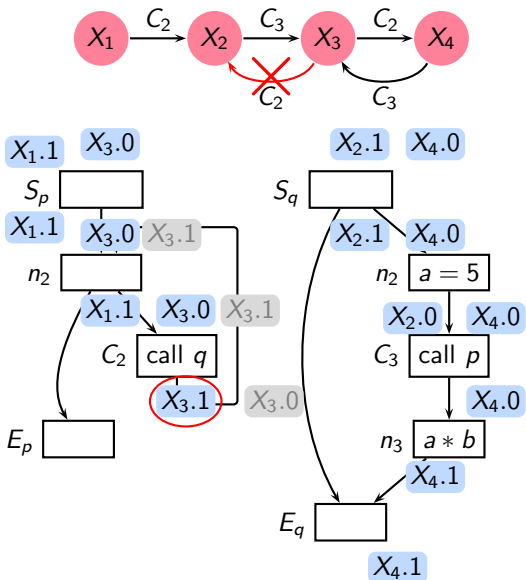 C₂ C₃ C₂
X₁ X₂ X₃ X₄
C₂ C₃
X₁.1 X₃.0 X₂.1 X₄.0
Sₚ S_q
X₁.1 X₃.0 X₃.1 X₂.1 X₄.0
n₂ n₂ a = 5
X₁.1 X₃.0 X₃.1 X₂.0 X₄.0
C₂ call q C₃ call p
X₃.1 X₃.0 X₄.0
Eₚ n₃ a ∗ b
X₄.1
E_q
X₄.1